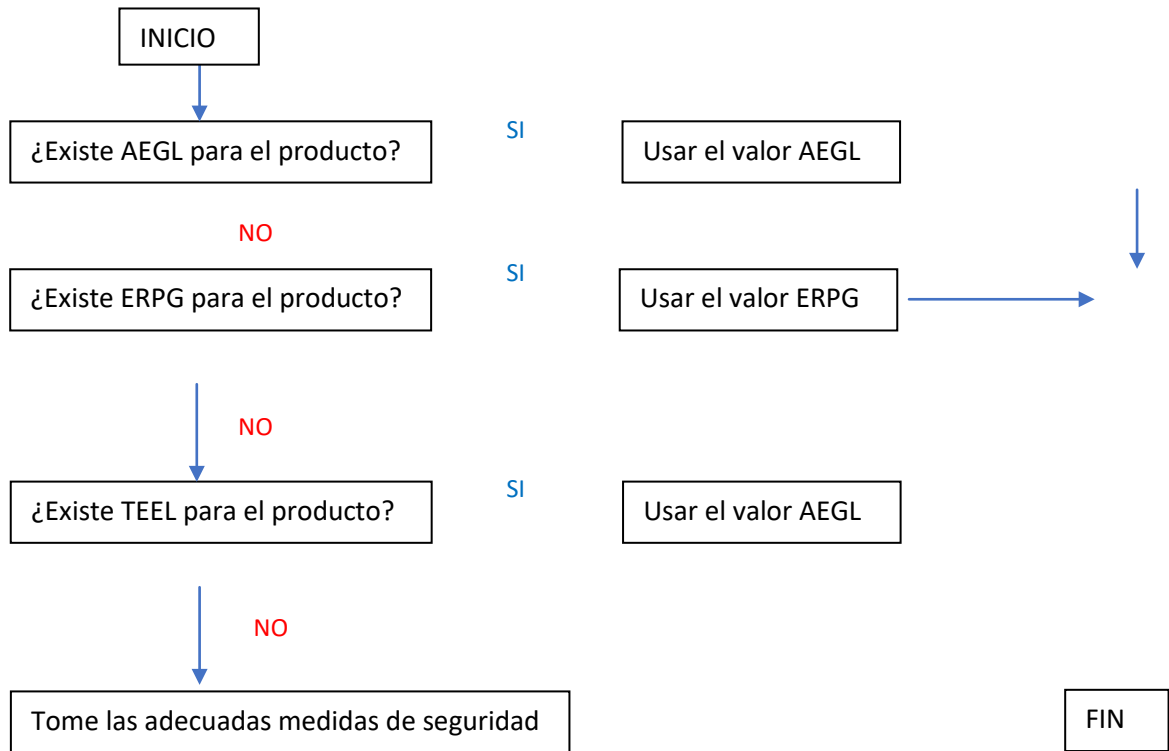 INICIO
¿Existe AEGL para el producto?
SI
Usar el valor AEGL
NO
¿Existe ERPG para el producto?
SI
Usar el valor ERPG
NO
¿Existe TEEL para el producto?
SI
Usar el valor AEGL
NO
Tome las adecuadas medidas de seguridad
FIN